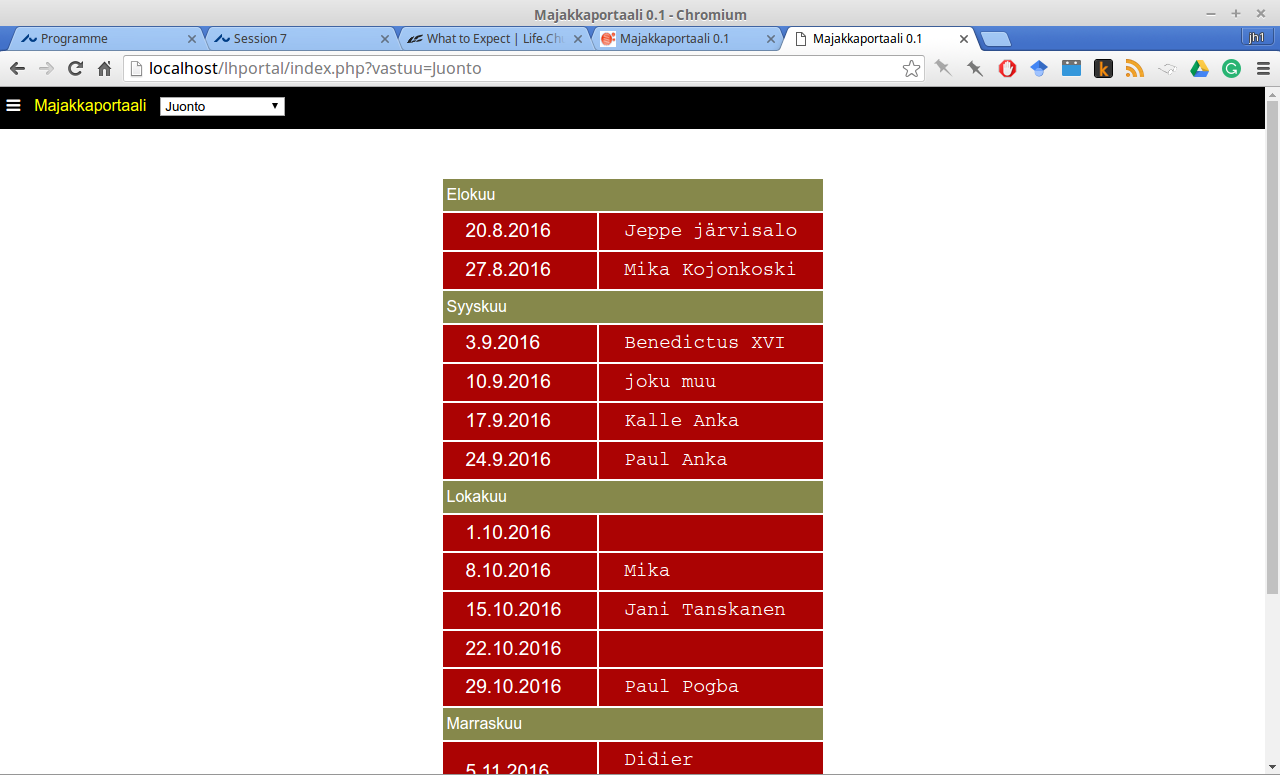 Majakkaportaali 0.1 - Chromium
jh1
Programme
Session 7
What to Expect | Life.Ch
Majakkaportaali 0.1
Majakkaportaali 0.1
localhost/lhportal/index.php?vastuu=Juonto
Majakkaportaali
Juonto
Elokuu
20.8.2016 Jeppe järvisalo
27.8.2016 Mika Kojonkoski
Syyskuu
3.9.2016 Benedictus XVI
10.9.2016 joku muu
17.9.2016 Kalle Anka
24.9.2016 Paul Anka
Lokakuu
1.10.2016
8.10.2016 Mika
15.10.2016 Jani Tanskanen
22.10.2016
29.10.2016 Paul Pogba
Marraskuu
5.11.2016 Didier